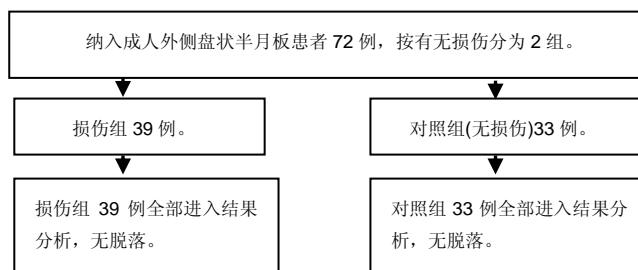 纳入成人外侧盘状半月板患者 72 例，按有无损伤分为 2 组。
损伤组 39 例。
对照组(无损伤)33 例。
损伤组 39 例全部进入结果
分析，无脱落。
对照组 33 例全部进入结果分
析，无脱落。